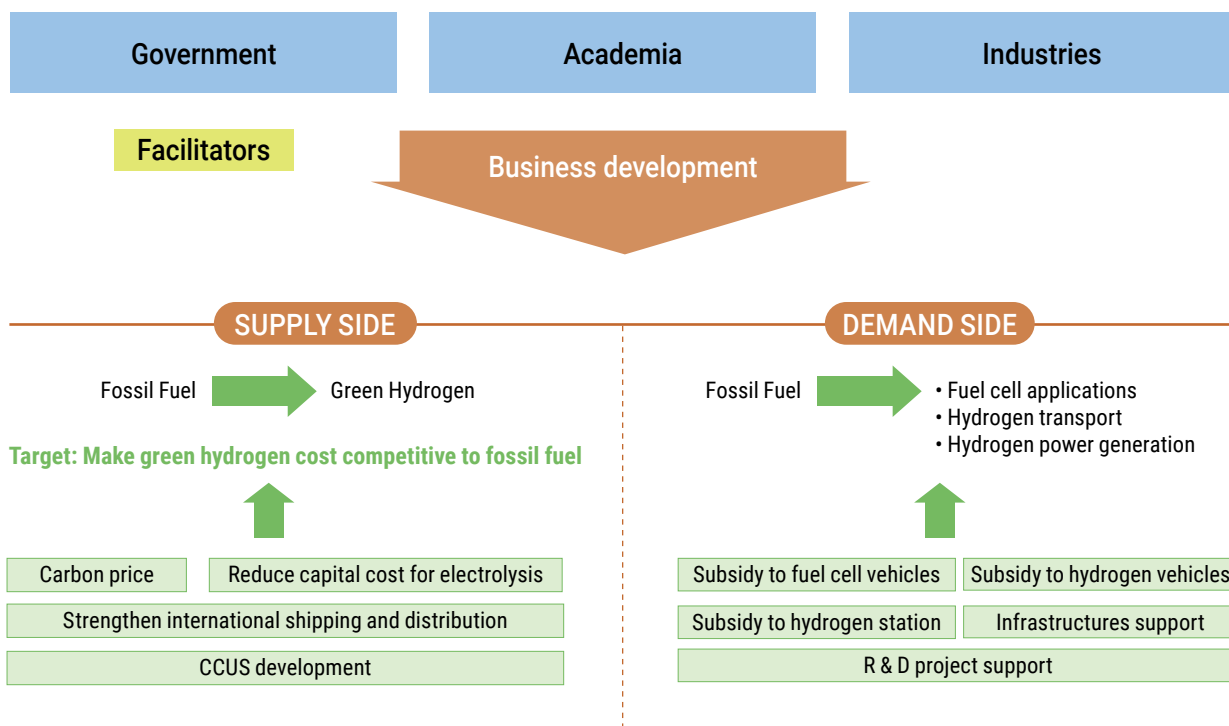 Government
Academia
Industries
Facilitators
Business development
SUPPLY SIDE
Fossil Fuel
Green Hydrogen
Target: Make green hydrogen cost competitive to fossil fuel
Carbon price
Reduce capital cost for electrolysis
Strengthen international shipping and distribution
CCUS development
DEMAND SIDE
Fossil Fuel
• Fuel cell applications
• Hydrogen transport
• Hydrogen power generation
Subsidy to fuel cell vehicles
Subsidy to hydrogen vehicles
Subsidy to hydrogen station
Infrastructures support
R & D project support